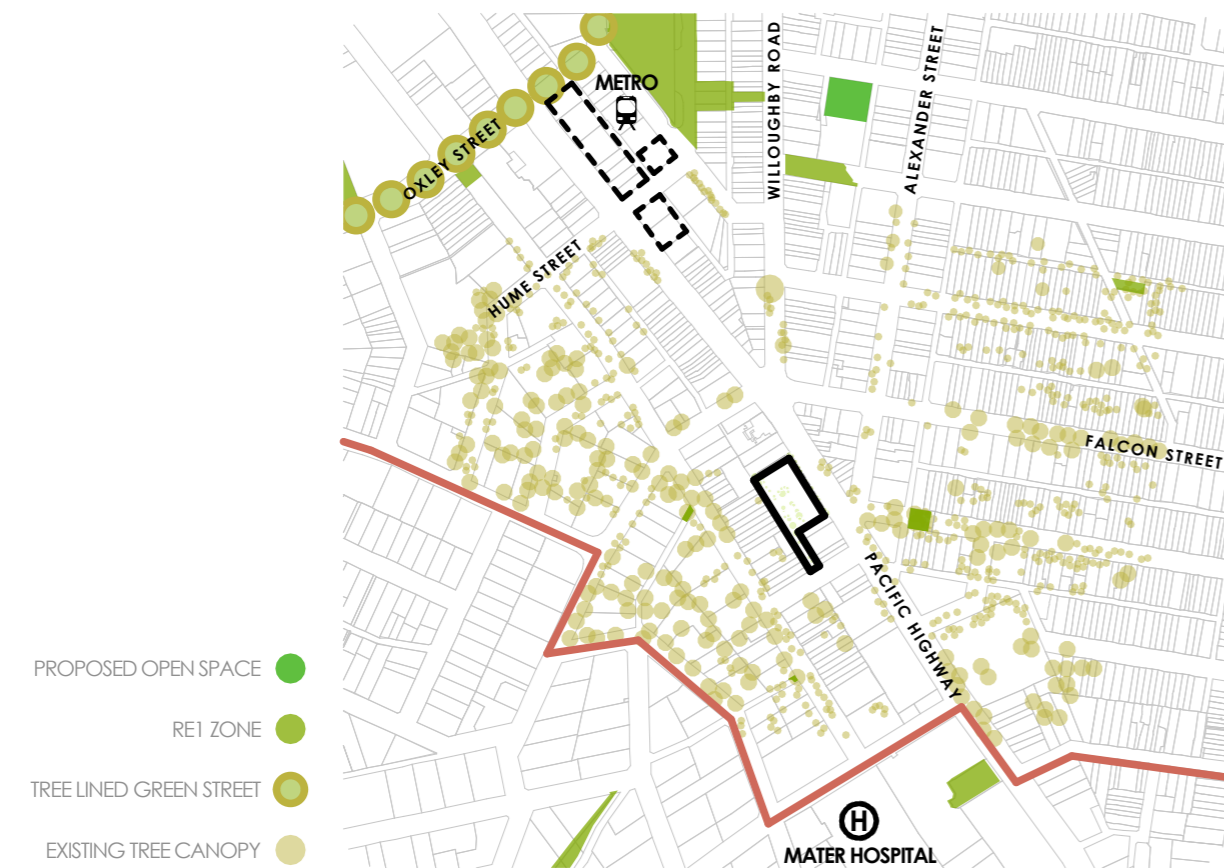 METRO
WILLOUGHBY ROAD
ALEXANDER STREET
OXLEY STREET
HUME STREET
FALCON STREET
PACIFIC HIGHWAY
PROPOSED OPEN SPACE
RE1 ZONE
TREE LINED GREEN STREET
EXISTING TREE CANOPY
H
MATER HOSPITAL